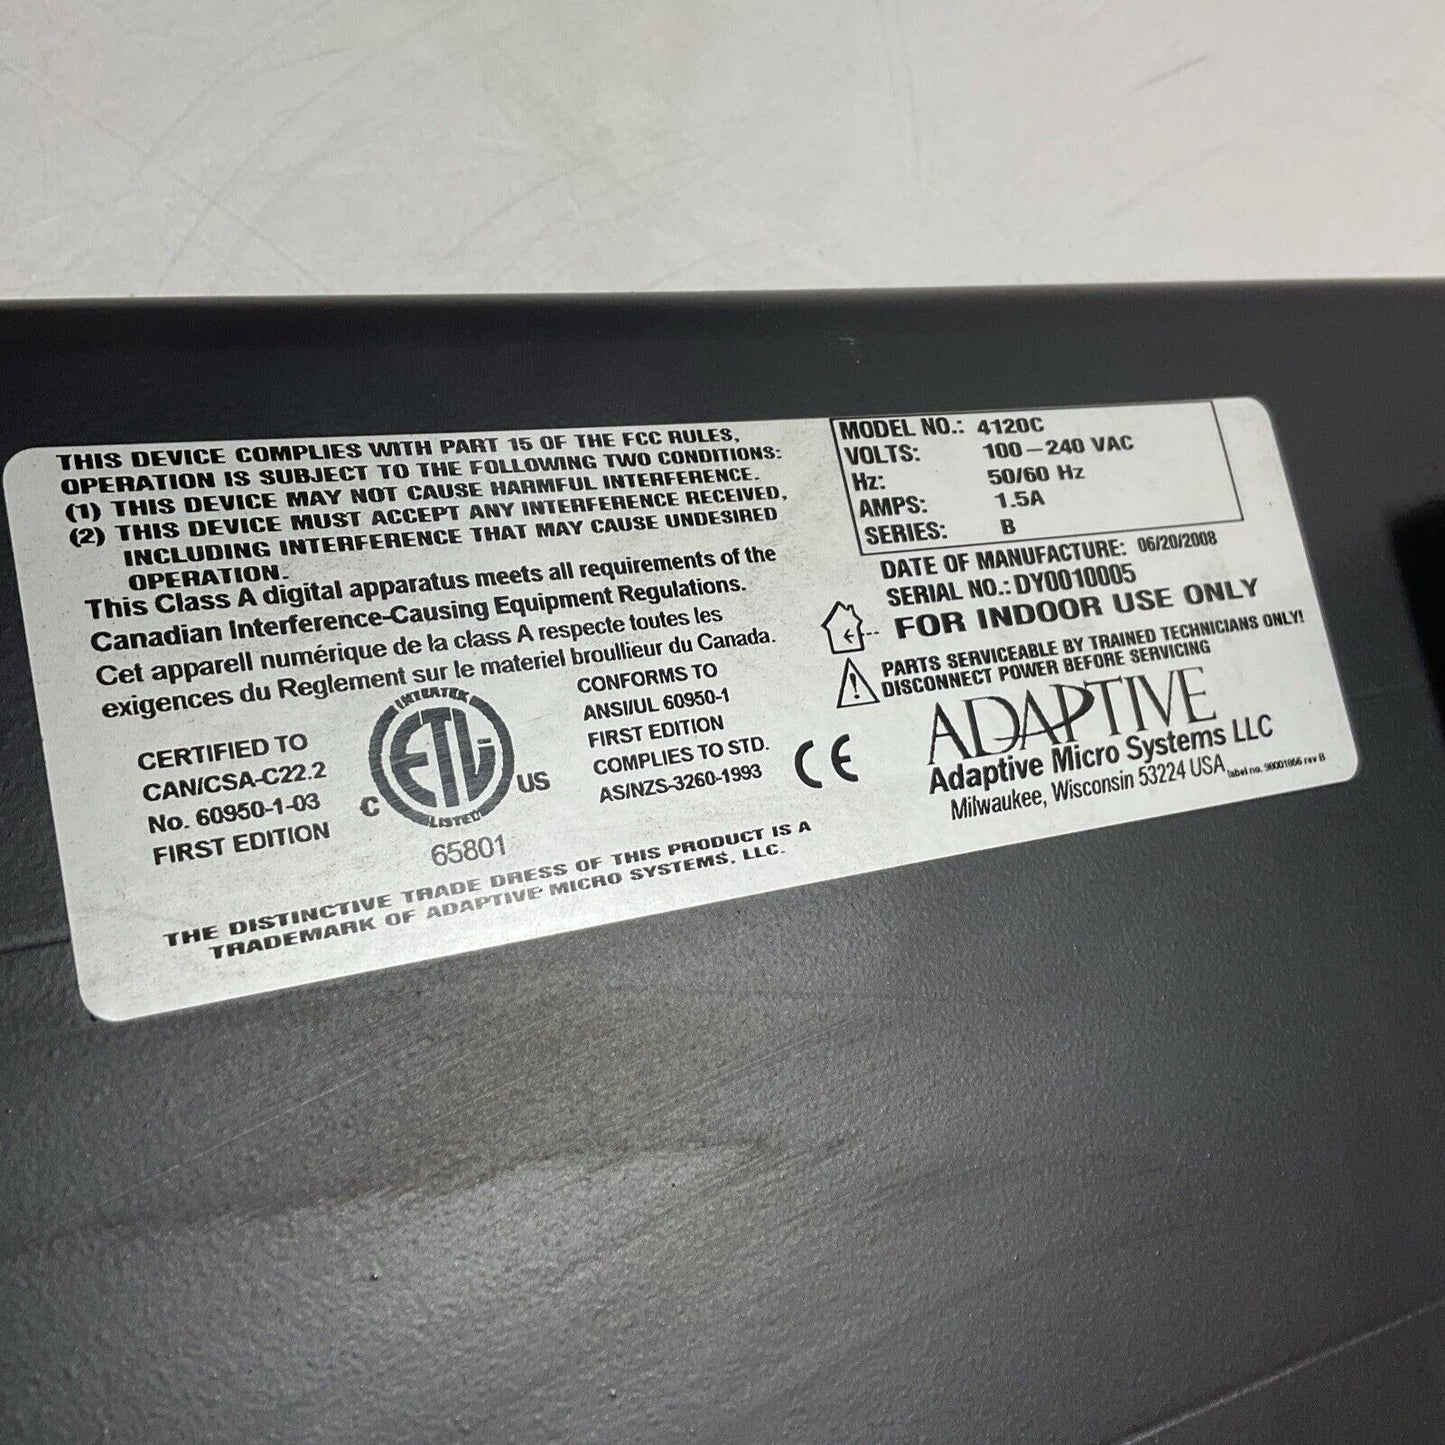 THIS DEVICE COMPLIES WITH PART 15 OF THE FCC RULES,
OPERATION IS SUBJECT TO THE FOLLOWING TWO CONDITIONS:
(1) THIS DEVICE MAY NOT CAUSE HARMFUL INTERFERENCE.
(2) THIS DEVICE MUST ACCEPT ANY INTERFERENCE RECEIVED,
INCLUDING INTERFERENCE THAT MAY CAUSE UNDESIRED
OPERATION.
This Class A digital apparatus meets all requirements of the
Canadian Interference-Causing Equipment Regulations.
Cet apparell numérique de la class A respecte toutes les
exigences du Reglement sur le materiel broullieur du Canada.
CERTIFIED TO
CAN/CSA-C22.2
No. 60950-1-03
FIRST EDITION
INTERTEK
ETL
LISTED
C
US
65801
CONFORMS TO
ANSI/UL 60950-1
FIRST EDITION
COMPLIES TO STD.
AS/NZS-3260-1993
CE
THE DISTINCTIVE TRADE DRESS OF THIS PRODUCT IS A
TRADEMARK OF ADAPTIVE MICRO SYSTEMS, LLC.
MODEL NO.: 4120C
VOLTS: 100-240 VAC
Hz: 50/60 Hz
AMPS: 1.5A
SERIES: B
DATE OF MANUFACTURE: 06/20/2008
SERIAL NO.: DY0010005
FOR INDOOR USE ONLY
PARTS SERVICEABLE BY TRAINED TECHNICIANS ONLY!
DISCONNECT POWER BEFORE SERVICING
ADAPTIVE
Adaptive Micro Systems LLC
Milwaukee, Wisconsin 53224 USA
label no. 98001866 rev B